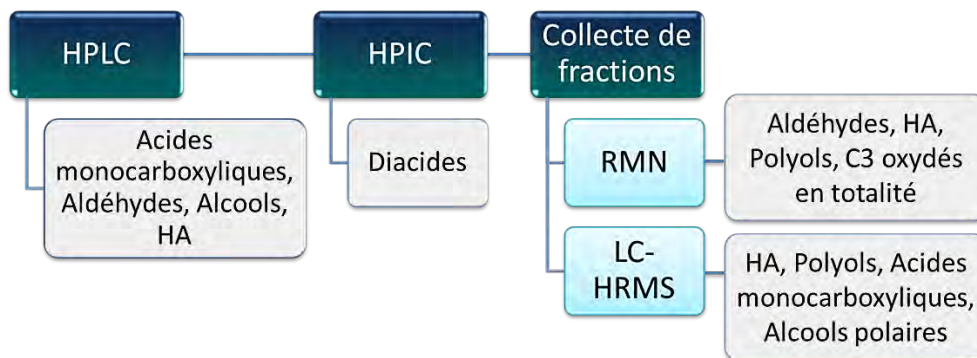 HPLC
Acides
monocarboxyliques,
Aldéhydes, Alcools,
HA
HPIC
Diacides
Collecte de
fractions
RMN
Aldéhydes, HA,
Polyols, C3 oxydés
en totalité
LC-
HRMS
HA, Polyols, Acides
monocarboxyliques,
Alcools polaires